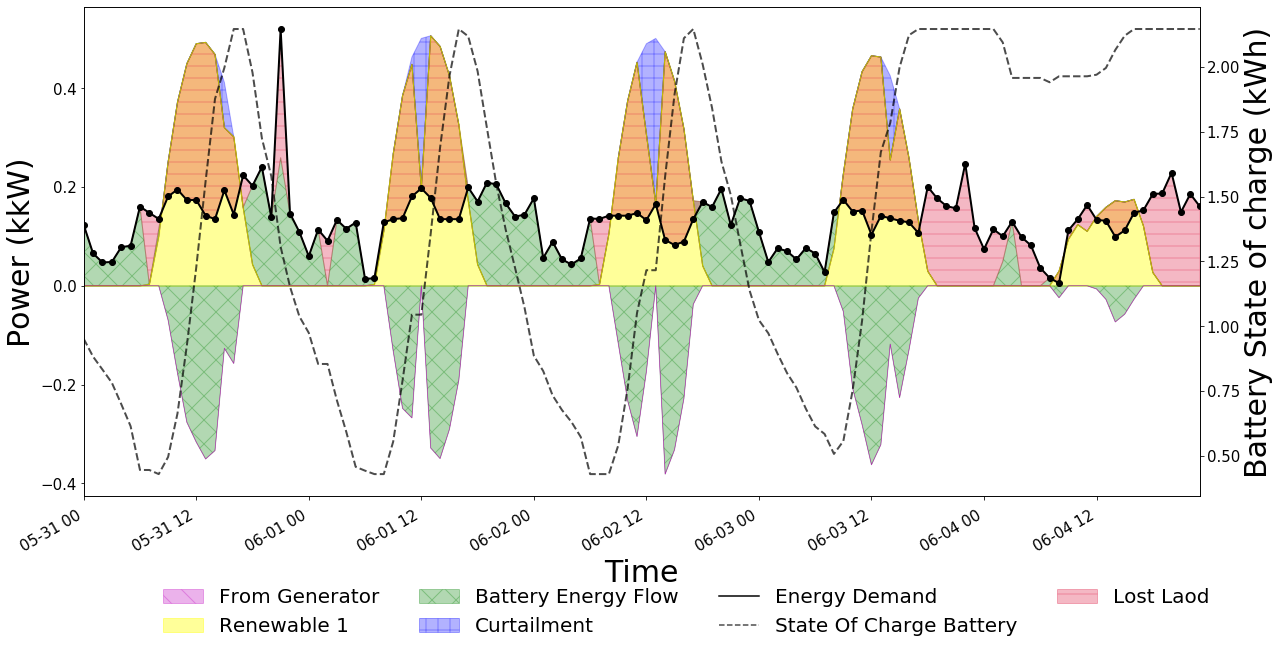 Power (kkW)
0.4
0.2
0.0
−0.2
−0.4
Battery State of charge (kWh)
2.00
1.75
1.50
1.25
1.00
0.75
0.50
05-31 00
05-31 12
06-01 00
06-01 12
06-02 00
06-02 12
06-03 00
06-03 12
06-04 00
06-04 12
Time
From Generator
Battery Energy Flow
Energy Demand
Lost Laod
Renewable 1
Curtailment
State Of Charge Battery